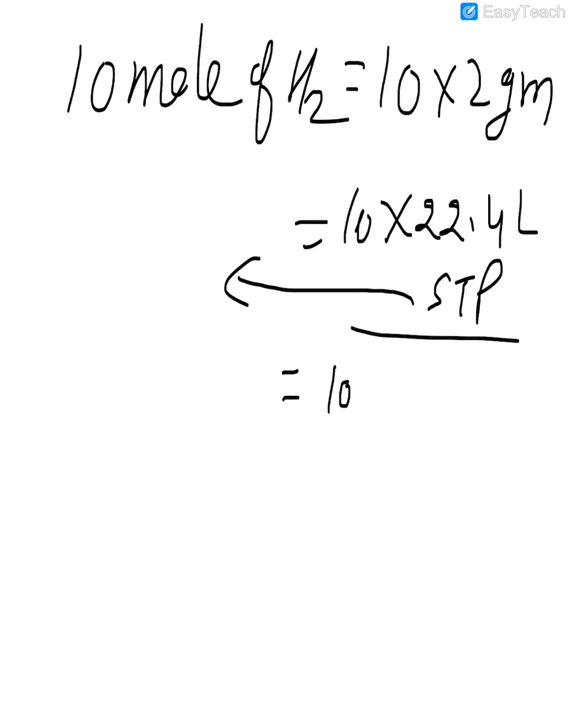 EasyTeach
10 mole of H2 = 10 X 2 gm
= 10 X 22.4 L
STP
= 10